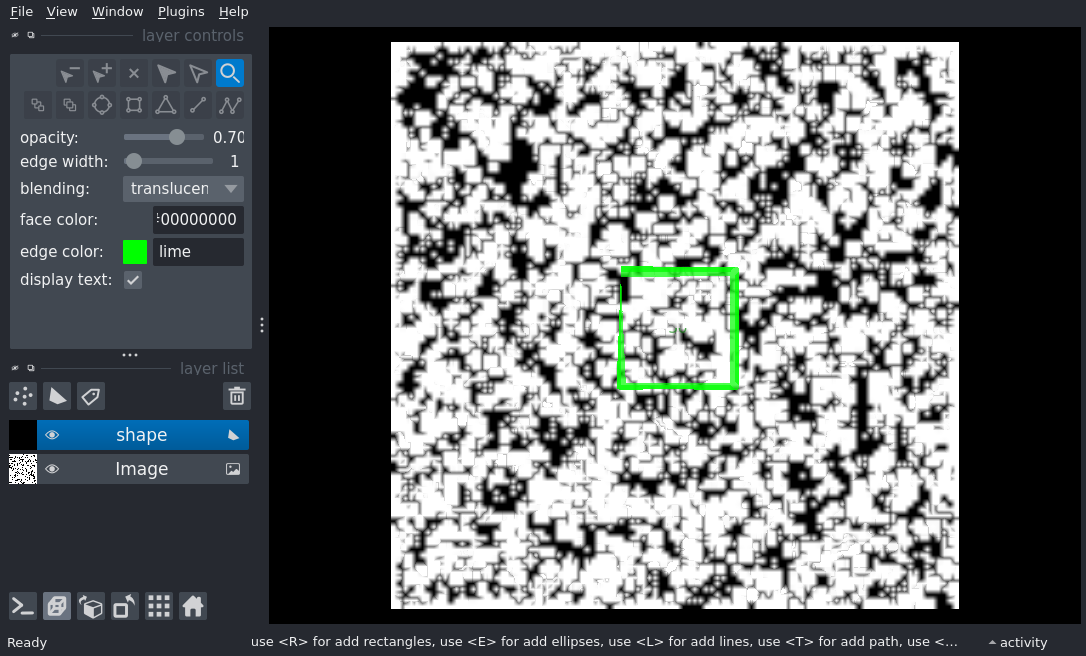 File View Window Plugins Help
layer controls
opacity: 0.70
edge width: 1
blending: translucen
face color: 00000000
edge color: lime
display text:
layer list
shape
Image
Ready use <R> for add rectangles, use <E> for add ellipses, use <L> for add lines, use <T> for add path, use <... activity